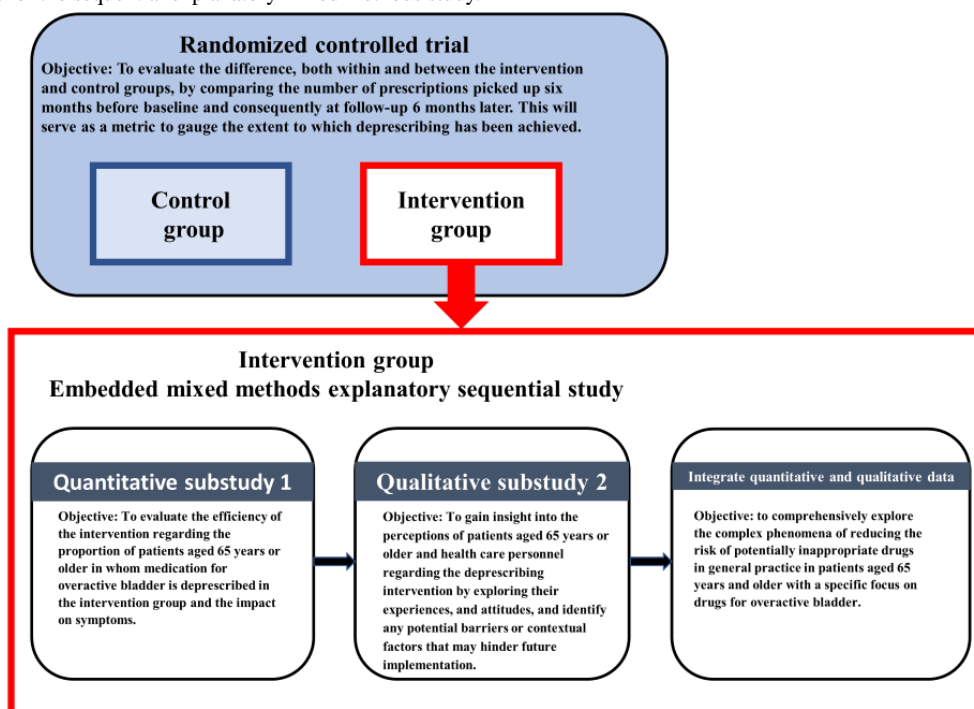 Randomized controlled trial
Objective: To evaluate the difference, both within and between the intervention
and control groups, by comparing the number of prescriptions picked up six
months before baseline and consequently at follow-up 6 months later. This will
serve as a metric to gauge the extent to which deprescribing has been achieved.
Control
group
Intervention
group
Intervention group
Embedded mixed methods explanatory sequential study
Quantitative substudy 1
Objective: To evaluate the efficiency of
the intervention regarding the
proportion of patients aged 65 years or
older in whom medication for
overactive bladder is deprescribed in
the intervention group and the impact
on symptoms.
Qualitative substudy 2
Objective: To gain insight into the
perceptions of patients aged 65 years or
older and health care personnel
regarding the deprescribing
intervention by exploring their
experiences, and attitudes, and identify
any potential barriers or contextual
factors that may hinder future
implementation.
Integrate quantitative and qualitative data
Objective: to comprehensively explore
the complex phenomena of reducing the
risk of potentially inappropriate drugs
in general practice in patients aged 65
years and older with a specific focus on
drugs for overactive bladder.